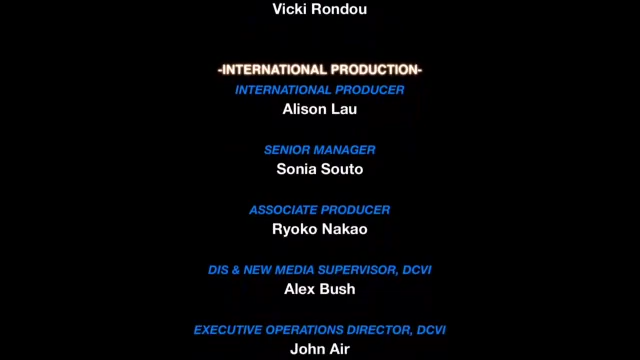 Vicki Rondou
-INTERNATIONAL PRODUCTION-
INTERNATIONAL PRODUCER
Alison Lau
SENIOR MANAGER
Sonia Souto
ASSOCIATE PRODUCER
Ryoko Nakao
DIS & NEW MEDIA SUPERVISOR, DCVI
Alex Bush
EXECUTIVE OPERATIONS DIRECTOR, DCVI
John Air